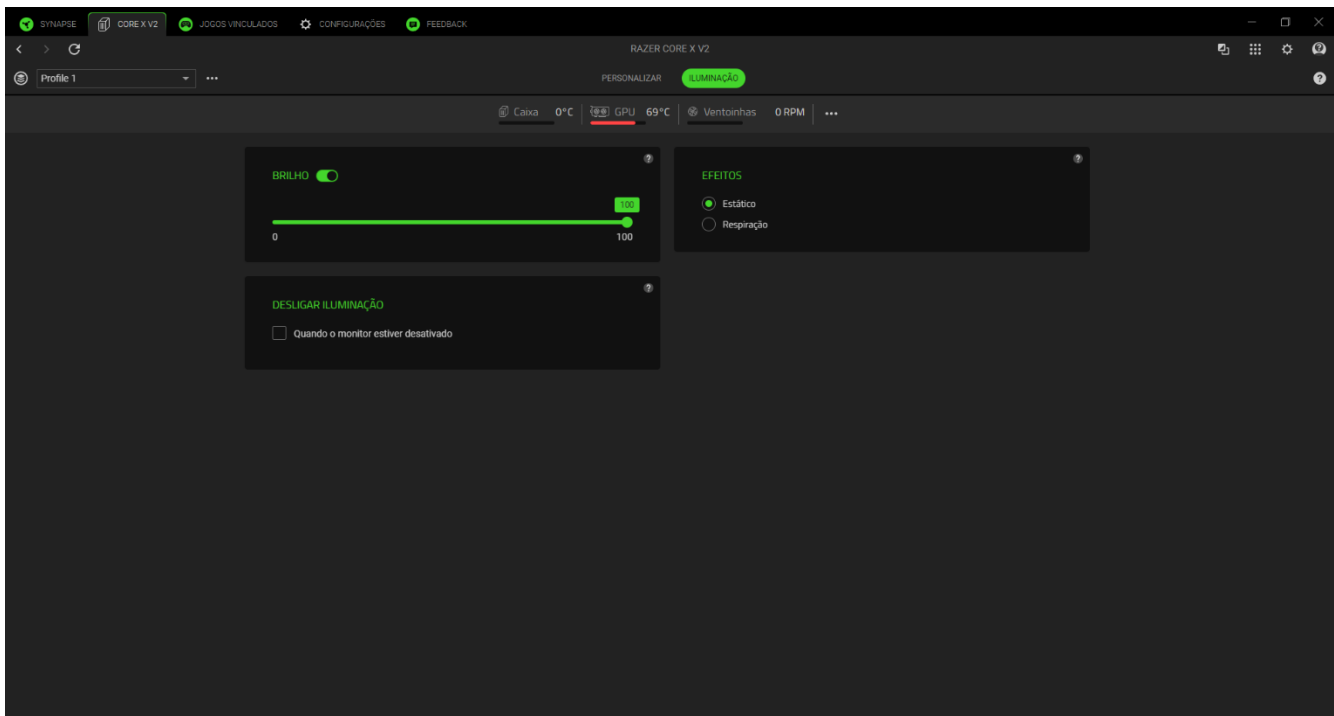 SYNAPSE CORE X V2 JOGOS VINCULADOS CONFIGURAÇÕES FEEDBACK
RAZER CORE X V2
Profile 1 PERSONALIZAR ILUMINAÇÃO
Caixa 0°C GPU 69°C Ventoinhas 0 RPM
BRILHO
100
0 100
EFEITOS
Estático
Respiração
DESLIGAR ILUMINAÇÃO
Quando o monitor estiver desativado